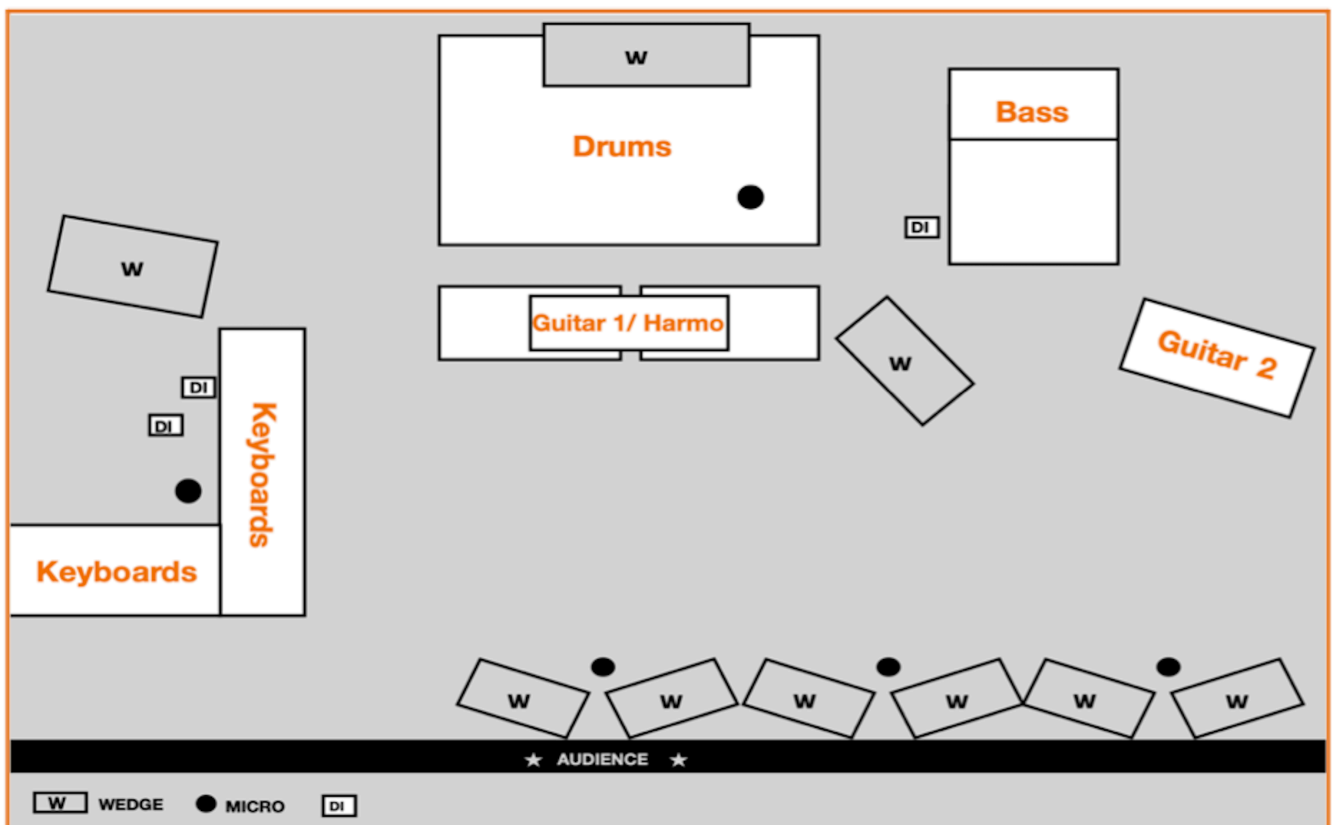 W
Drums
Bass
DI
W
Guitar 1/ Harmo
W
Guitar 2
DI
DI
Keyboards
Keyboards
W
W
W
W
W
W
★ AUDIENCE ★
W WEDGE MICRO DI